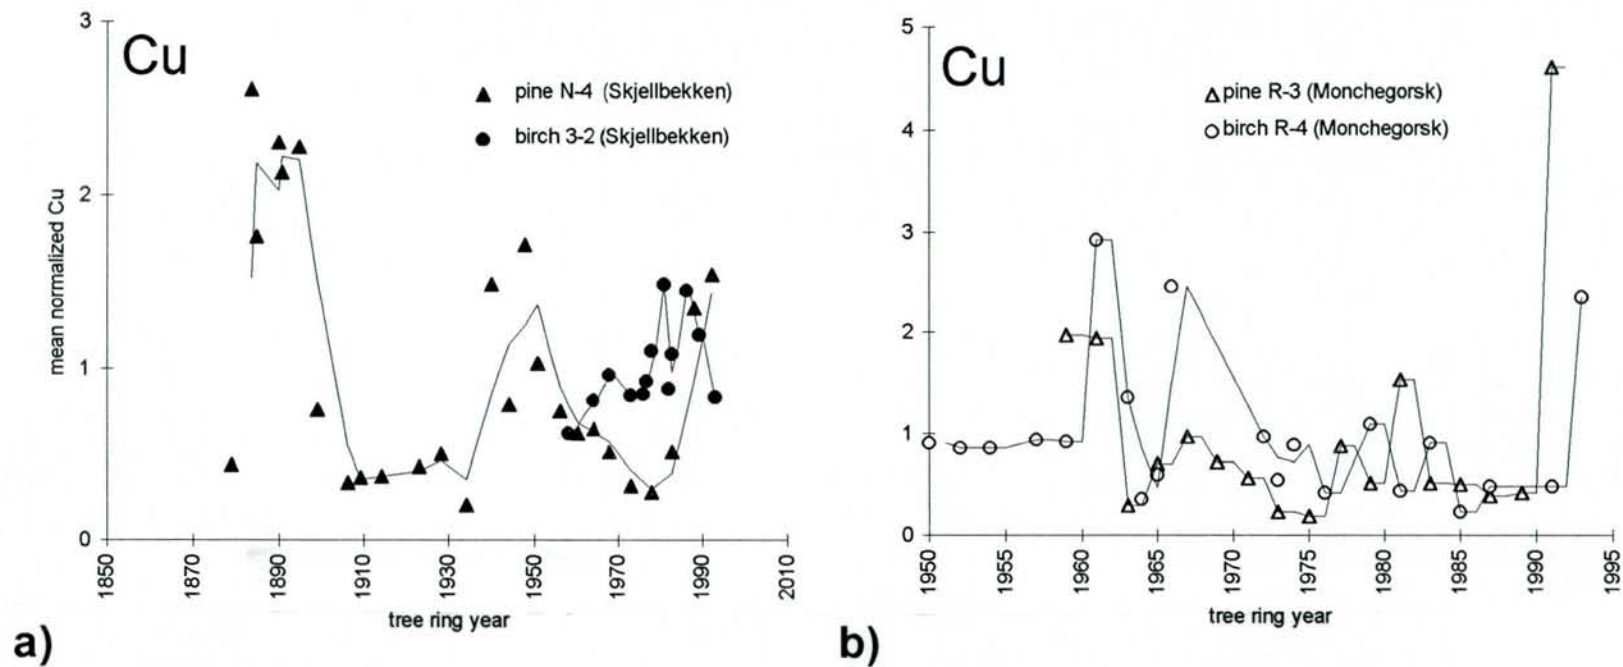 Cu
pine N-4 (Skjellbekken)
birch 3-2 (Skjellbekken)
mean normalized Cu
3
2
1
0
1850
1870
1890
1910
1930
1950
1970
1990
2010
tree ring year
a)
Cu
pine R-3 (Monchegorsk)
birch R-4 (Monchegorsk)
5
4
3
2
1
0
1950
1955
1960
1965
1970
1975
1980
1985
1990
1995
tree ring year
b)